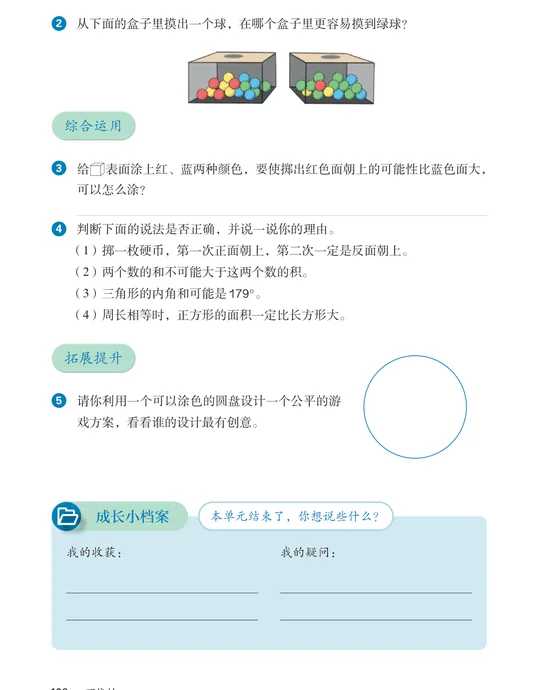 2 从下面的盒子里摸出一个球，在哪个盒子里更容易摸到绿球？
综合运用
3 给表面涂上红、蓝两种颜色，要使掷出红色面朝上的可能性比蓝色面大，
可以怎么涂？
4 判断下面的说法是否正确，并说一说你的理由。
（1）掷一枚硬币，第一次正面朝上，第二次一定是反面朝上。
（2）两个数的和不可能大于这两个数的积。
（3）三角形的内角和可能是179°。
（4）周长相等时，正方形的面积一定比长方形大。
拓展提升
5 请你利用一个可以涂色的圆盘设计一个公平的游
戏方案，看看谁的设计最有创意。
成长小档案
本单元结束了，你想说些什么？
我的收获：
我的疑问：